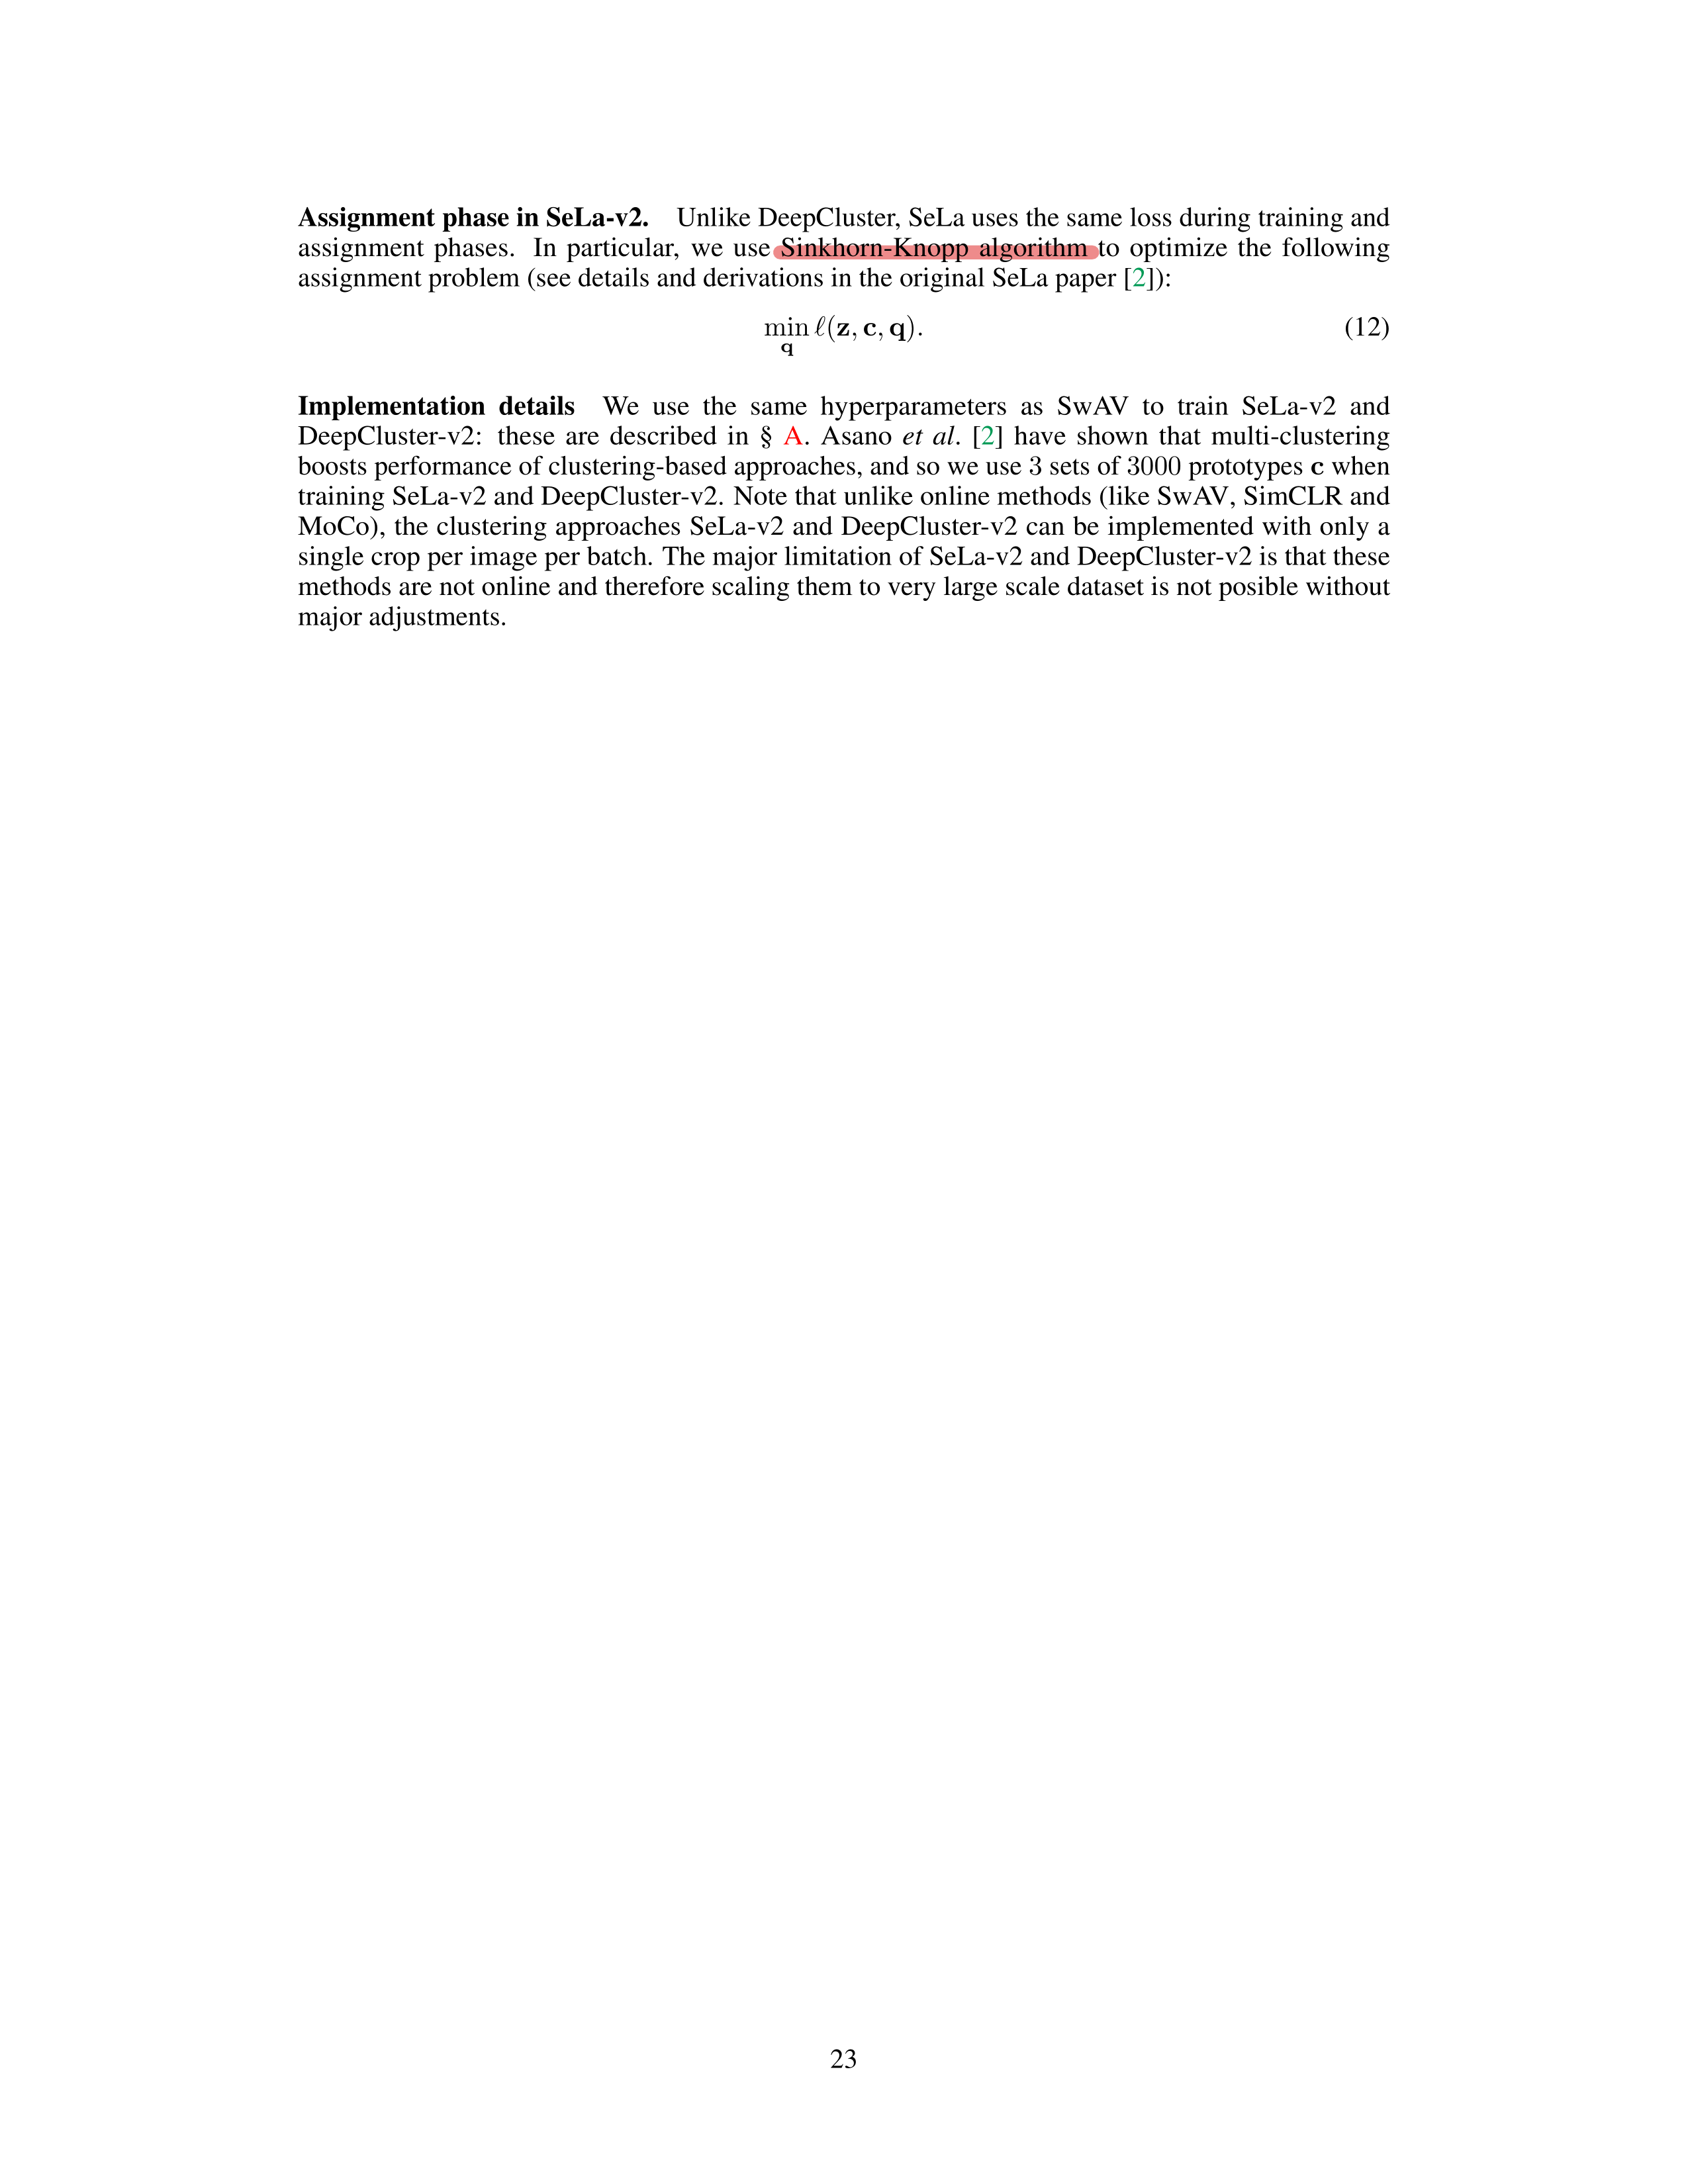 Assignment phase in SeLa-v2. Unlike DeepCluster, SeLa uses the same loss during training and
assignment phases. In particular, we use Sinkhorn-Knopp algorithm to optimize the following
assignment problem (see details and derivations in the original SeLa paper [2]):
min ℓ(z, c, q). (12)
q
Implementation details We use the same hyperparameters as SwAV to train SeLa-v2 and
DeepCluster-v2: these are described in § A. Asano et al. [2] have shown that multi-clustering
boosts performance of clustering-based approaches, and so we use 3 sets of 3000 prototypes c when
training SeLa-v2 and DeepCluster-v2. Note that unlike online methods (like SwAV, SimCLR and
MoCo), the clustering approaches SeLa-v2 and DeepCluster-v2 can be implemented with only a
single crop per image per batch. The major limitation of SeLa-v2 and DeepCluster-v2 is that these
methods are not online and therefore scaling them to very large scale dataset is not posible without
major adjustments.
23